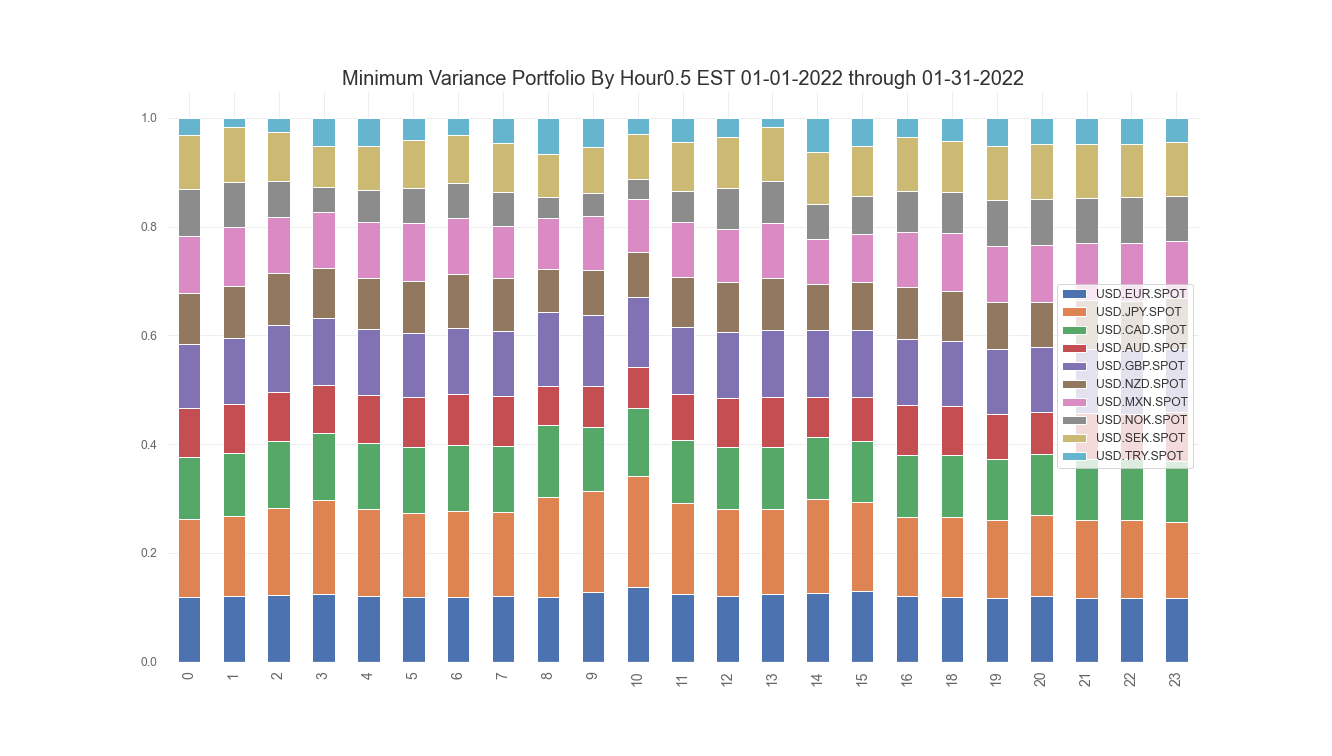 Minimum Variance Portfolio By Hour0.5 EST 01-01-2022 through 01-31-2022
1.0
0.8
0.6
0.4
0.2
0.0
USD.EUR.SPOT
USD.JPY.SPOT
USD.CAD.SPOT
USD.AUD.SPOT
USD.GBP.SPOT
USD.NZD.SPOT
USD.MXN.SPOT
USD.NOK.SPOT
USD.SEK.SPOT
USD.TRY.SPOT
0 1 2 3 4 5 6 7 8 9 10 11 12 13 14 15 16 18 19 20 21 22 23